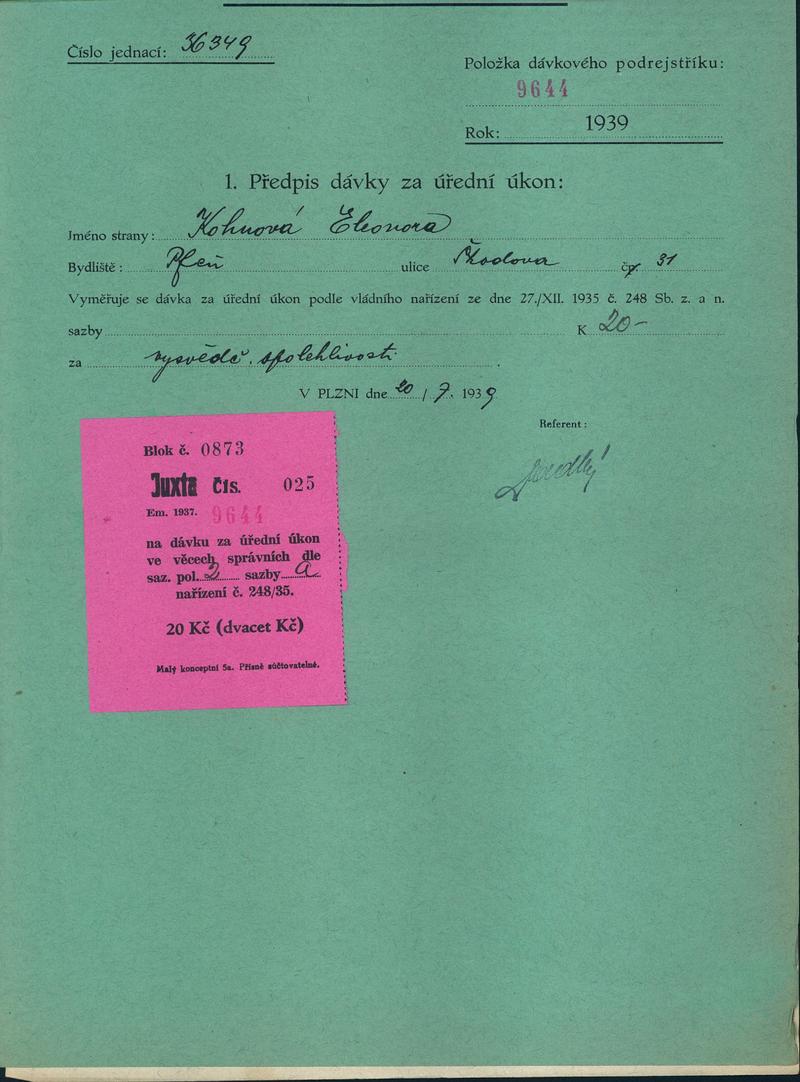 Číslo jednací: 36349
Položka dávkového podrejstříku:
9644
Rok: 1939
1. Předpis dávky za úřední úkon:
Jméno strany: Kohnová Eleonora
Bydliště: Plzeň ulice Škodova čp. 31
Vyměřuje se dávka za úřední úkon podle vládního nařízení ze dne 27./XII. 1935 č. 248 Sb. z. a n.
sazby K 20-
za vysvědč. spolehlivosti.
V PLZNI dne 20/7. 1939
Referent:
Blok č. 0873
Juxta čís. 025
Em. 1937. 9644
na dávku za úřední úkon
ve věcech správních dle
saz. pol. 2 sazby a
nařízení č. 248/35.
20 Kč (dvacet Kč)
Malý konceptní 5a. Přísně súčtovatelné.